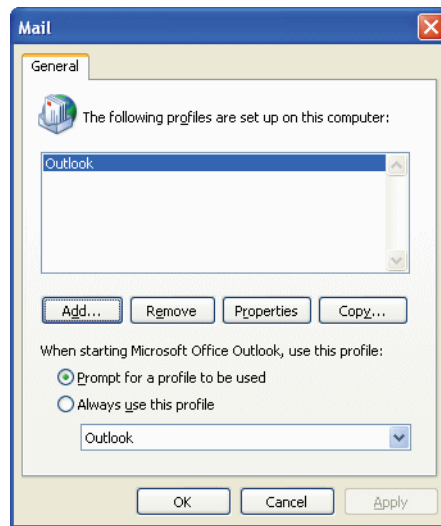 Mail
General
The following profiles are set up on this computer:
Outlook
Add... Remove Properties Copy...
When starting Microsoft Office Outlook, use this profile:
Prompt for a profile to be used
Always use this profile
Outlook
OK Cancel Apply